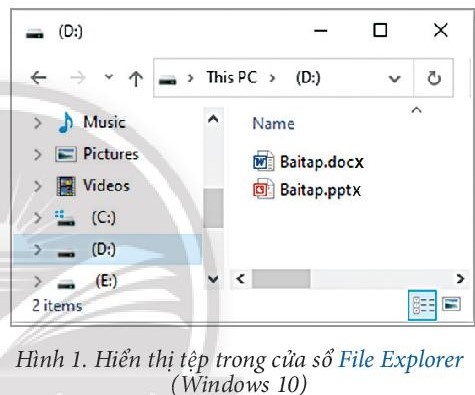 (D:)
This PC > (D:)
Music
Pictures
Videos
(C:)
(D:)
(E:)
Name
Baitap.docx
Baitap.pptx
2 items
Hình 1. Hiển thị tệp trong cửa sổ File Explorer
(Windows 10)